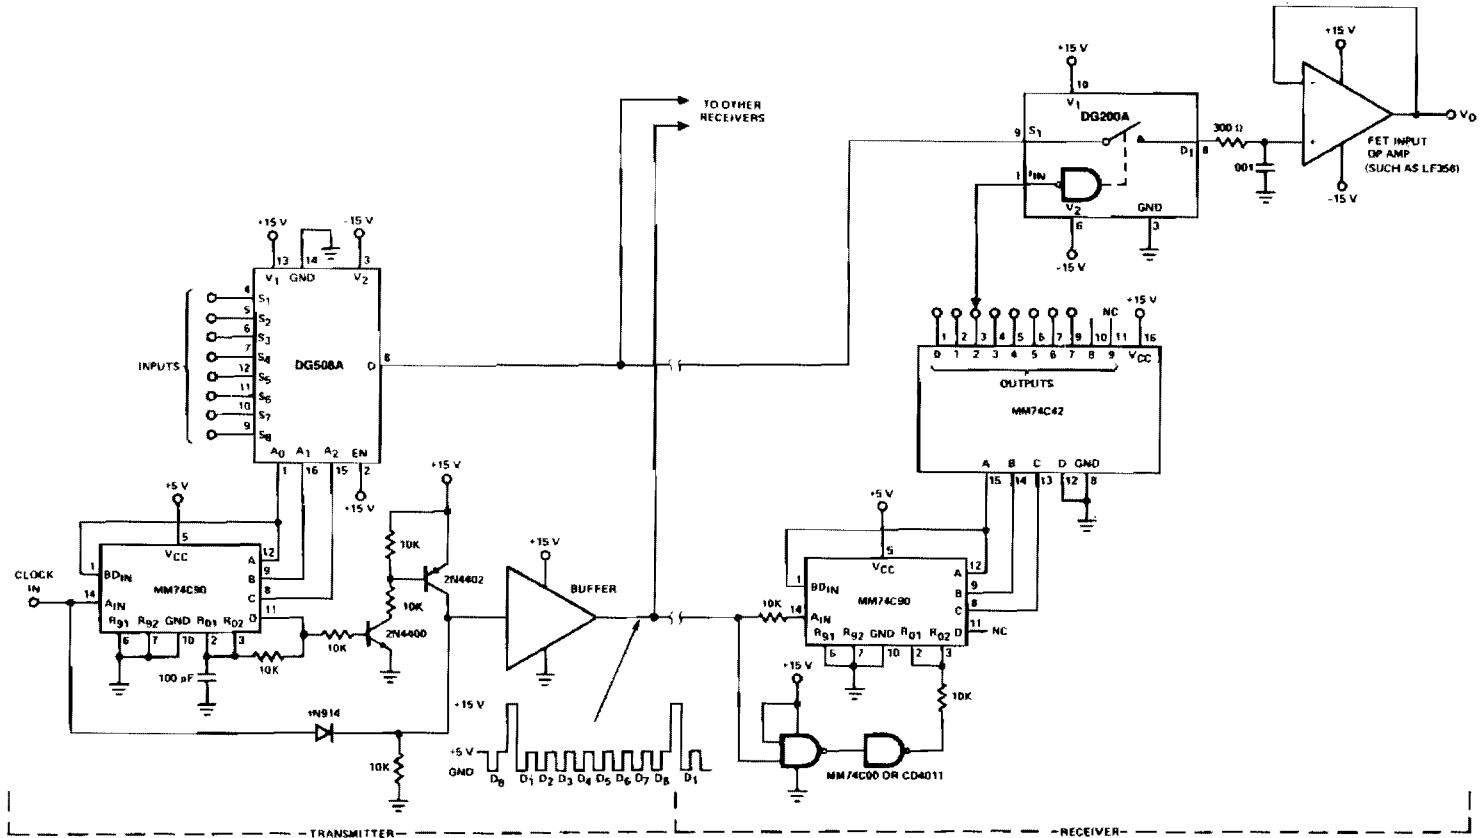 +15 V
+15 V
10
V1
DG200A
TO OTHER
RECEIVERS
9
S1
300 Ω
-
+
VO
D1
8
FET INPUT
OP AMP
(SUCH AS LF356)
001
1
IN
V2
GND
6
3
-15 V
-15 V
+15 V
-15 V
13
14
3
V1
GND
V2
INPUTS
4
S1
5
S2
6
S3
7
S4
12
S5
11
S6
10
S7
9
S8
DG508A
D
8
A0
A1
A2
EN
1
16
15
2
+15 V
NC
+15 V
1
2
3
4
5
6
7
9
10
11
16
0
1
2
3
4
5
6
7
8
9
VCC
OUTPUTS
MM74C42
A
B
C
D
GND
15
14
13
12
8
+5 V
+15 V
5
VCC
12
A
1
BDIN
9
B
MM74C90
8
C
CLOCK
IN
14
AIN
11
D
R91
R92
GND
R01
R02
6
7
10
2
3
10K
100 pF
10K
10K
10K
2N4402
2N4400
+15 V
BUFFER
1N914
10K
+15 V
+5 V
GND
D8
D1
D2
D3
D4
D5
D6
D7
D8
D1
+5 V
5
VCC
12
A
1
BDIN
9
B
MM74C90
8
C
10K
14
AIN
11
D
NC
R91
R92
GND
R01
R02
6
7
10
2
3
+15 V
10K
MM74C00 OR CD4011
TRANSMITTER
RECEIVER